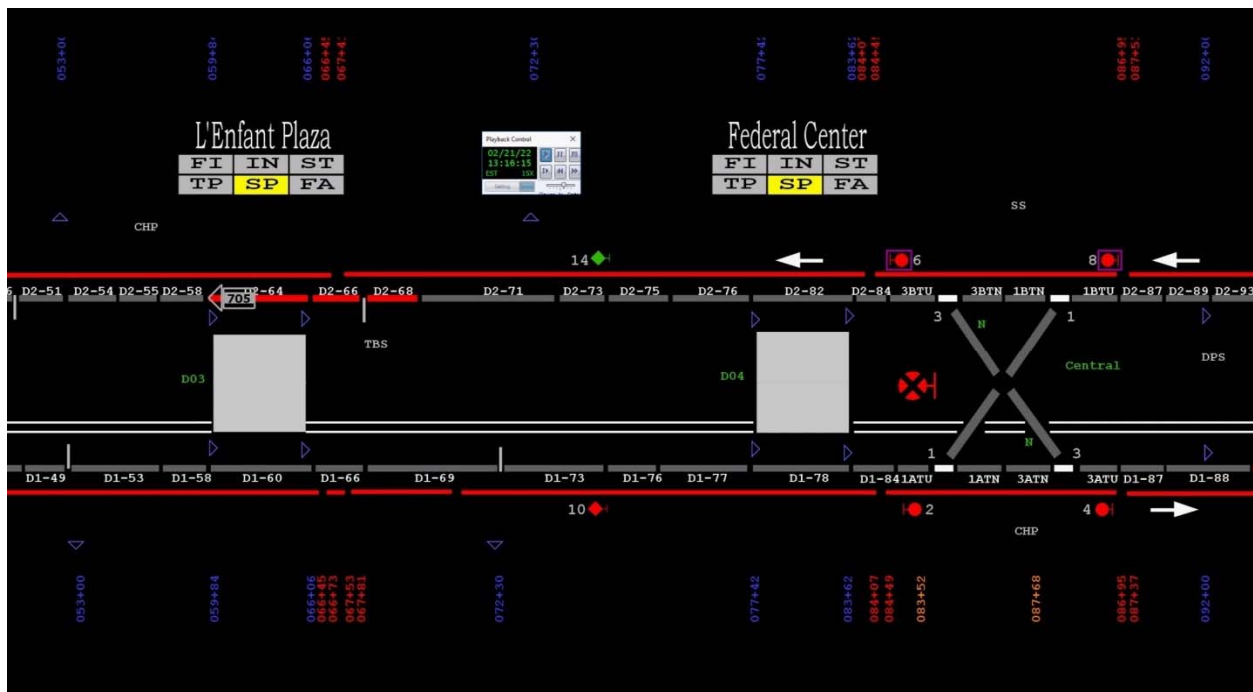 053+00
059+84
066+06
066+45
067+4
072+30
077+42
083+62
084+0
084+49
086+95
087+5
092+00
L'Enfant Plaza
FI IN ST
TP SP FA
Playback Control
02/21/22
13:16:15
EST 15X
Federal Center
FI IN ST
TP SP FA
CHP
SS
14
6
8
6 D2-51 D2-54 D2-55 D2-58 D2-64 D2-66 D2-68 D2-71 D2-73 D2-75 D2-76 D2-82 D2-84 3BTU 3BTN 1BTN 1BTU D2-87 D2-89 D2-93
705
3 N 1
TBS
D03
D04
Central
DPS
1 N 3
D1-49 D1-53 D1-58 D1-60 D1-66 D1-69 D1-73 D1-76 D1-77 D1-78 D1-84 1ATU 1ATN 3ATN 3ATU D1-87 D1-88
10
2
4
CHP
053+00
059+84
066+06
066+45
066+73
067+53
067+81
072+30
077+42
083+62
084+07
084+49
083+52
087+68
086+95
087+37
092+00